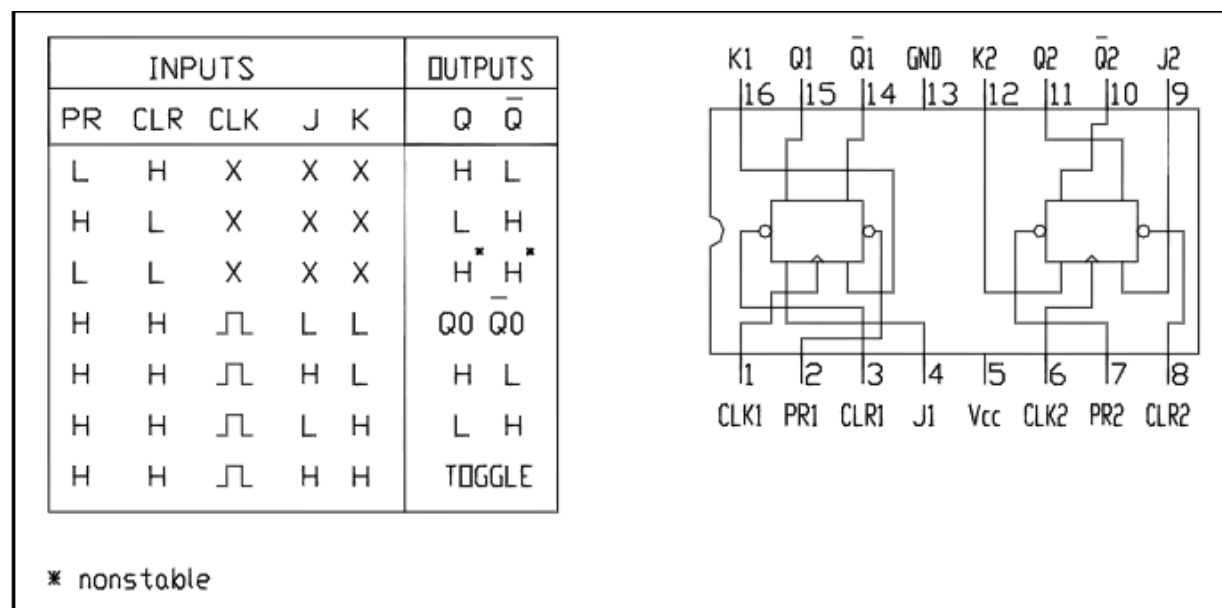 INPUTS OUTPUTS
PR CLR CLK J K Q Q̅
L H X X X H L
H L X X X L H
L L X X X H* H*
H H ⎍ L L Q0 Q̅0
H H ⎍ H L H L
H H ⎍ L H L H
H H ⎍ H H TOGGLE
* nonstable
K1 Q1 Q̅1 GND K2 Q2 Q̅2 J2
16 15 14 13 12 11 10 9
1 2 3 4 5 6 7 8
CLK1 PR1 CLR1 J1 Vcc CLK2 PR2 CLR2